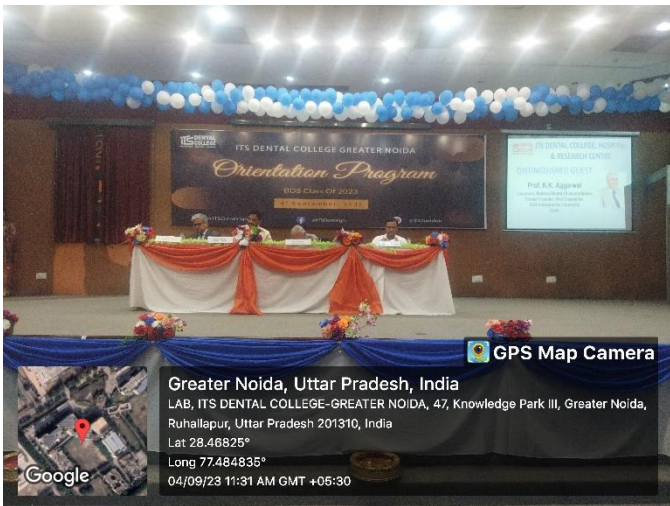 ITS DENTAL COLLEGE
ITS DENTAL COLLEGE GREATER NOIDA
Orientation Program
BDS Class Of 2023
ITS DENTAL COLLEGE, HOSPITAL
& RESEARCH CENTRE
DISTINGUISHED GUEST
Prof. K.K. Aggarwal
GPS Map Camera
Greater Noida, Uttar Pradesh, India
LAB, ITS DENTAL COLLEGE-GREATER NOIDA, 47, Knowledge Park III, Greater Noida,
Ruhallapur, Uttar Pradesh 201310, India
Lat 28.46825°
Long 77.484835°
04/09/23 11:31 AM GMT +05:30
Google